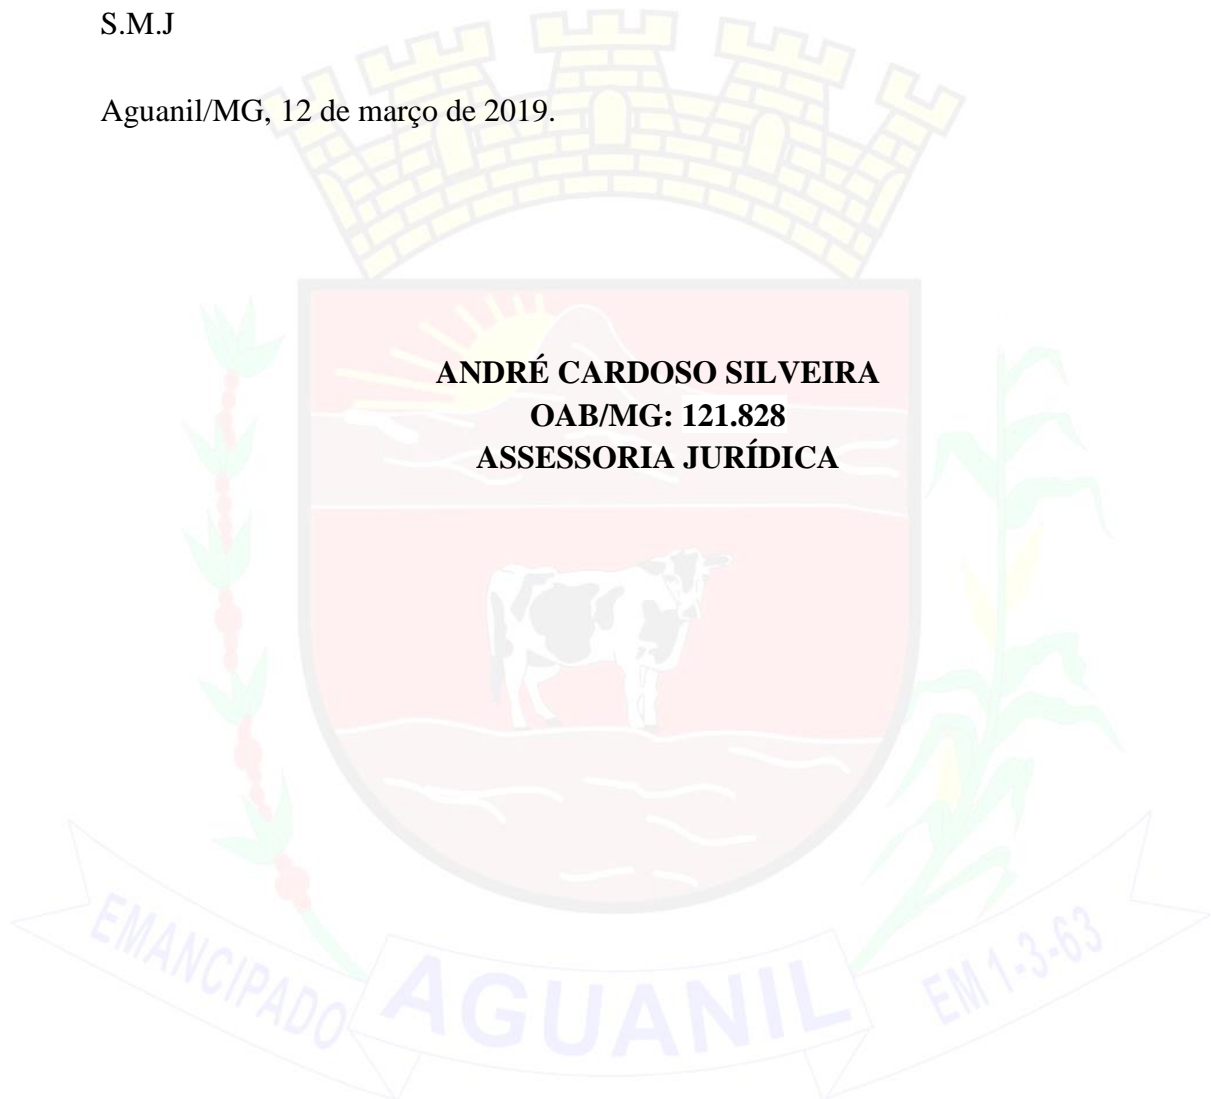 S.M.J
Aguanil/MG, 12 de março de 2019.
ANDRÉ CARDOSO SILVEIRA
OAB/MG: 121.828
ASSESSORIA JURÍDICA
EMANCIPADO
AGUANIL
EM 1-3-63